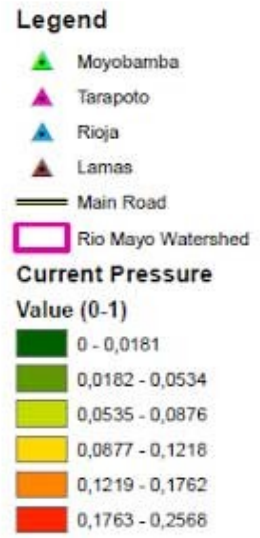 Legend
Moyobamba
Tarapoto
Rioja
Lamas
Main Road
Rio Mayo Watershed
Current Pressure
Value (0-1)
0 - 0,0181
0,0182 - 0,0534
0,0535 - 0,0876
0,0877 - 0,1218
0,1219 - 0,1762
0,1763 - 0,2568